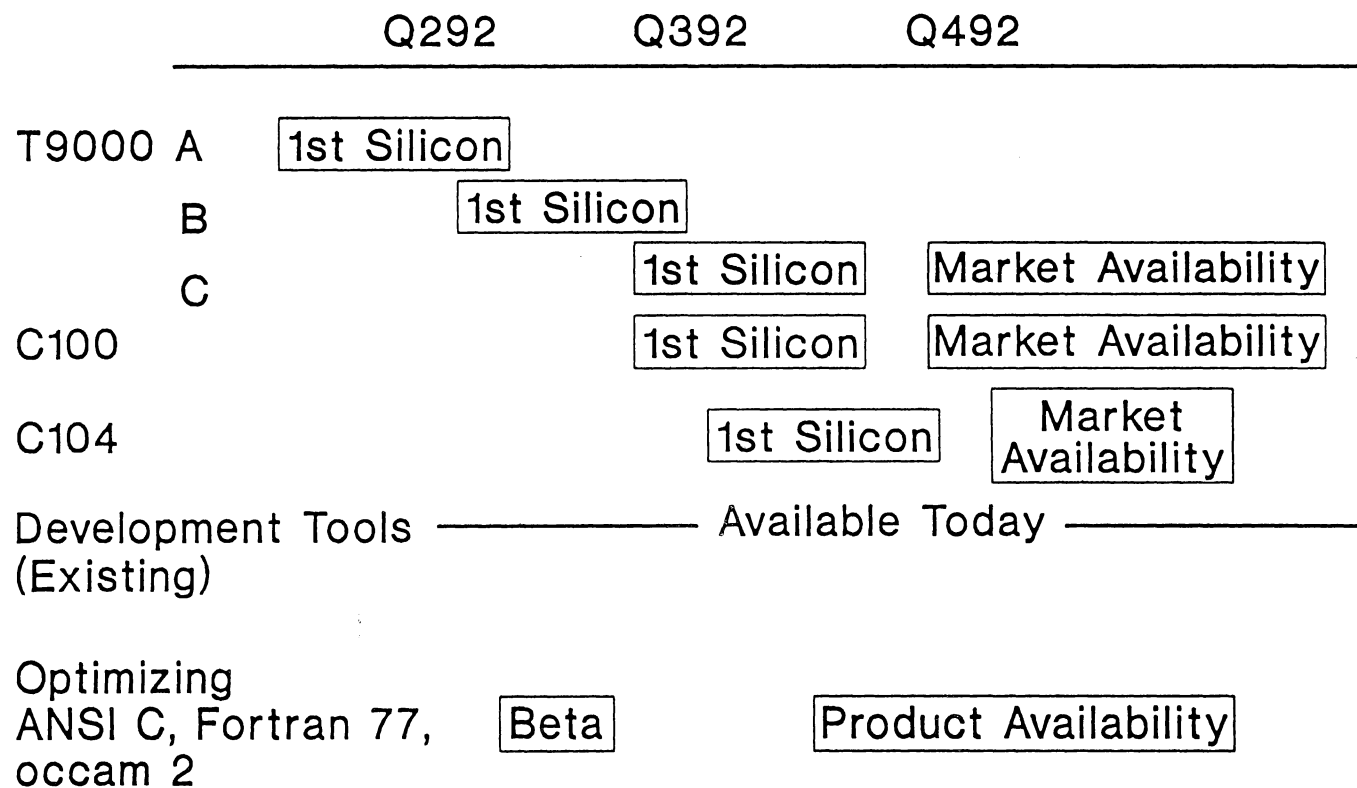 Q292 Q392 Q492
T9000 A 1st Silicon
B 1st Silicon
C 1st Silicon Market Availability
C100 1st Silicon Market Availability
C104 1st Silicon Market
Availability
Development Tools Available Today
(Existing)
Optimizing
ANSI C, Fortran 77, Beta Product Availability
occam 2